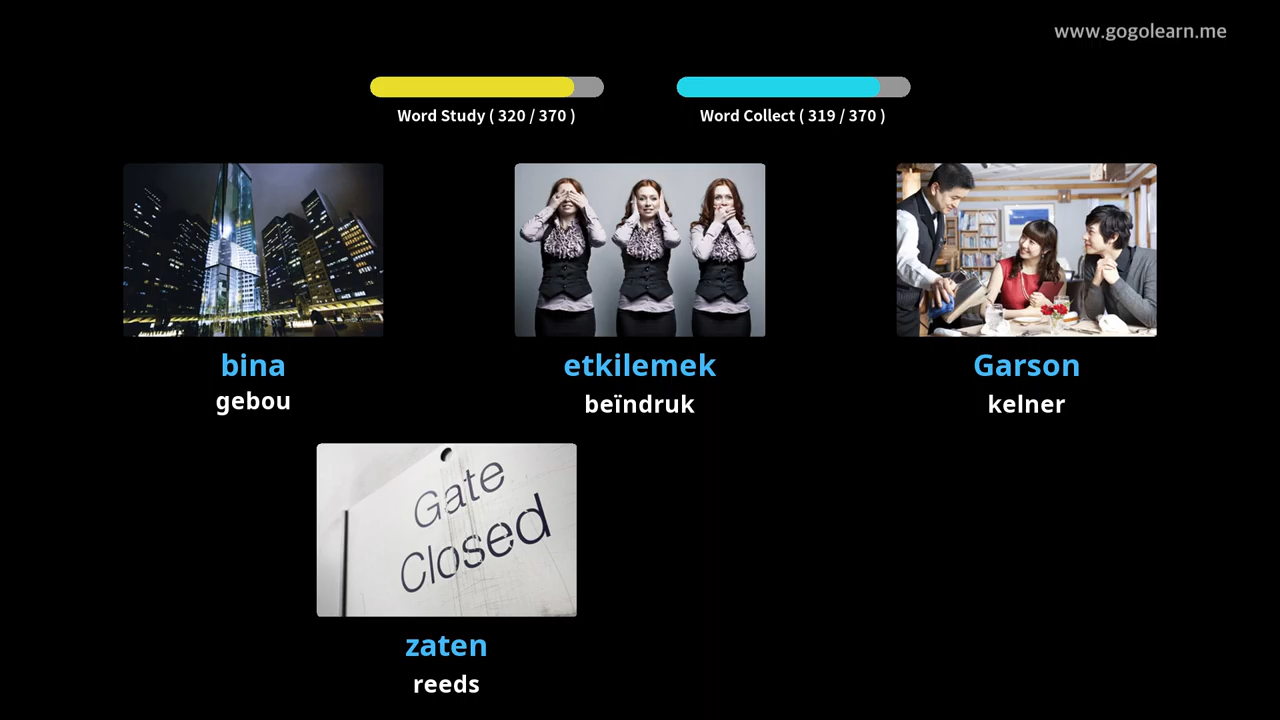 www.gogolearn.me
Word Study ( 320 / 370 )
Word Collect ( 319 / 370 )
bina
gebou
etkilemek
beïndruk
Garson
kelner
Gate
Closed
zaten
reeds